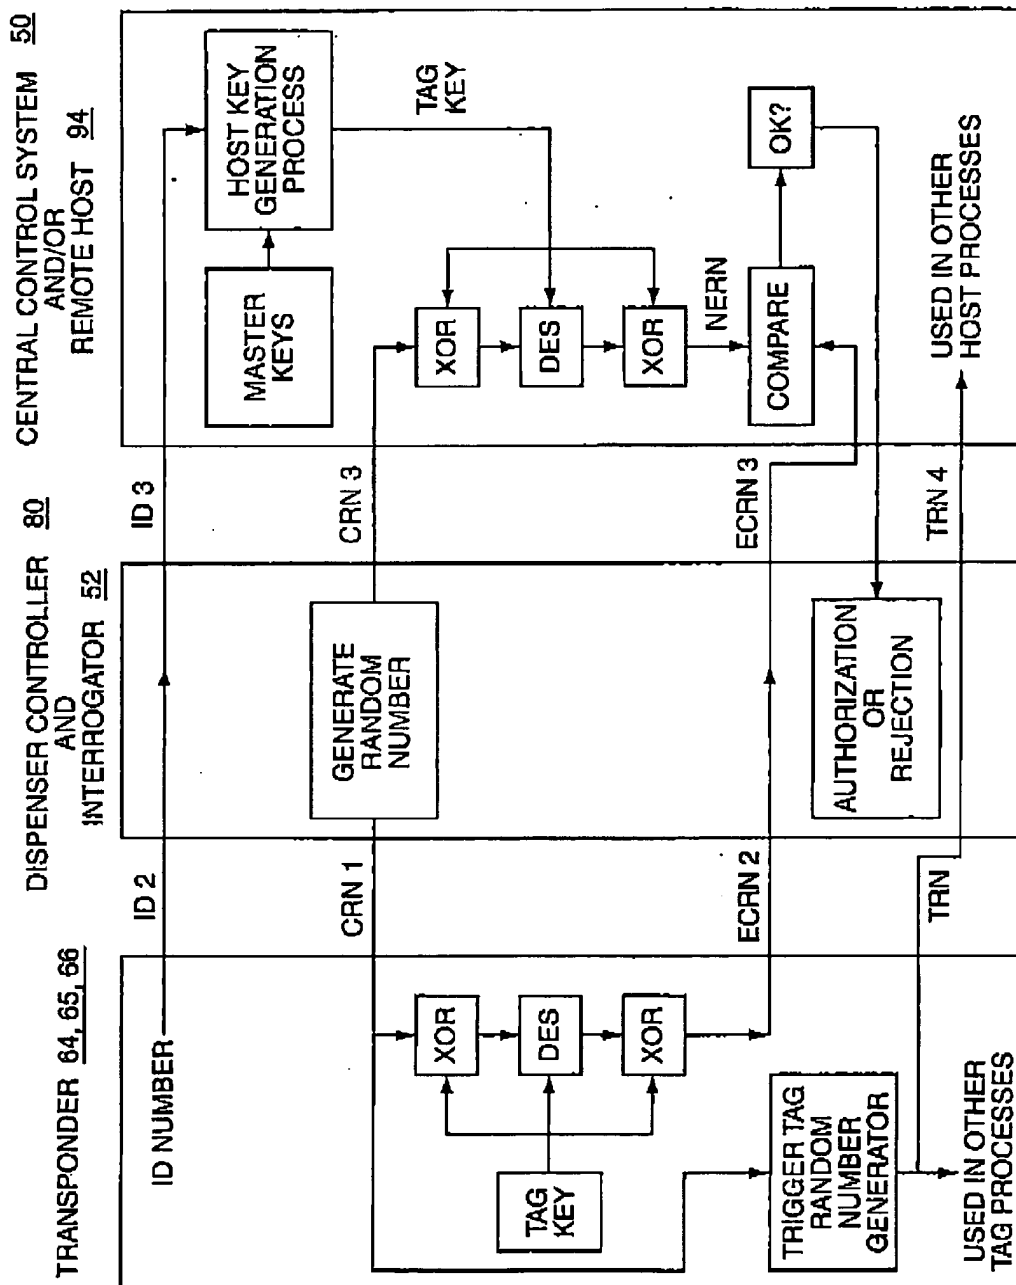 TRANSPONDER 64, 65, 66
DISPENSER CONTROLLER 80
AND
INTERROGATOR 52
CENTRAL CONTROL SYSTEM 50
AND/OR
REMOTE HOST 94
ID NUMBER
ID 2
ID 3
MASTER
KEYS
HOST KEY
GENERATION
PROCESS
TAG
KEY
CRN 1
GENERATE
RANDOM
NUMBER
CRN 3
TAG
KEY
XOR
DES
XOR
XOR
DES
XOR
NERN
ECRN 2
ECRN 3
COMPARE
OK?
TRIGGER TAG
RANDOM
NUMBER
GENERATOR
AUTHORIZATION
OR
REJECTION
TRN
TRN 4
USED IN OTHER
TAG PROCESSES
USED IN OTHER
HOST PROCESSES